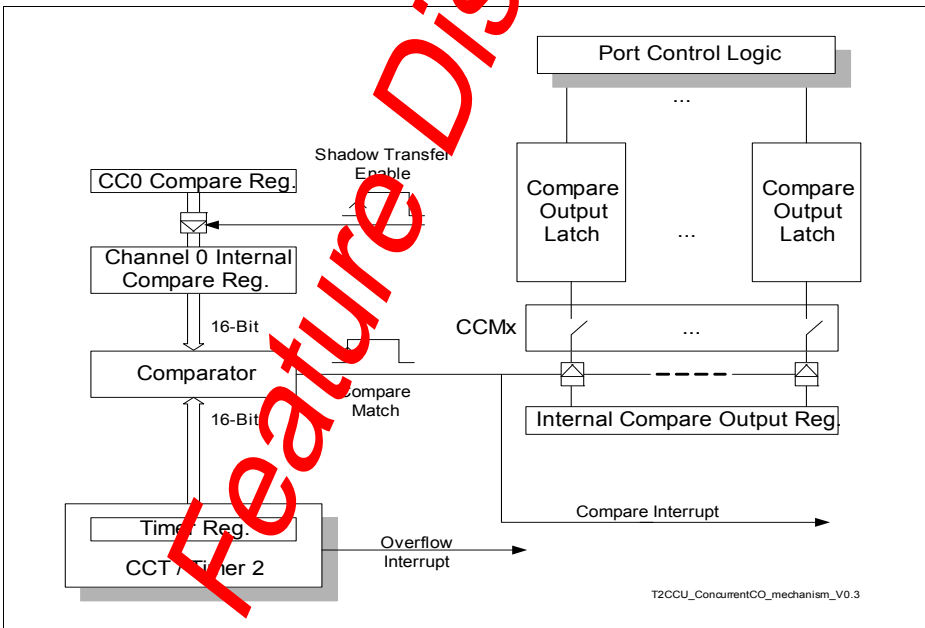 Port Control Logic
...
Shadow Transfer
Enable
CC0 Compare Reg.
Compare
Output
Latch
...
Compare
Output
Latch
Channel 0 Internal
Compare Reg.
16-Bit
CCMx
...
Comparator
Compare
Match
16-Bit
Internal Compare Output Reg.
Timer Reg.
CCT / Timer 2
Overflow
Interrupt
Compare Interrupt
T2CCU_ConcurrentCO_mechanism_V0.3
Feature Dis